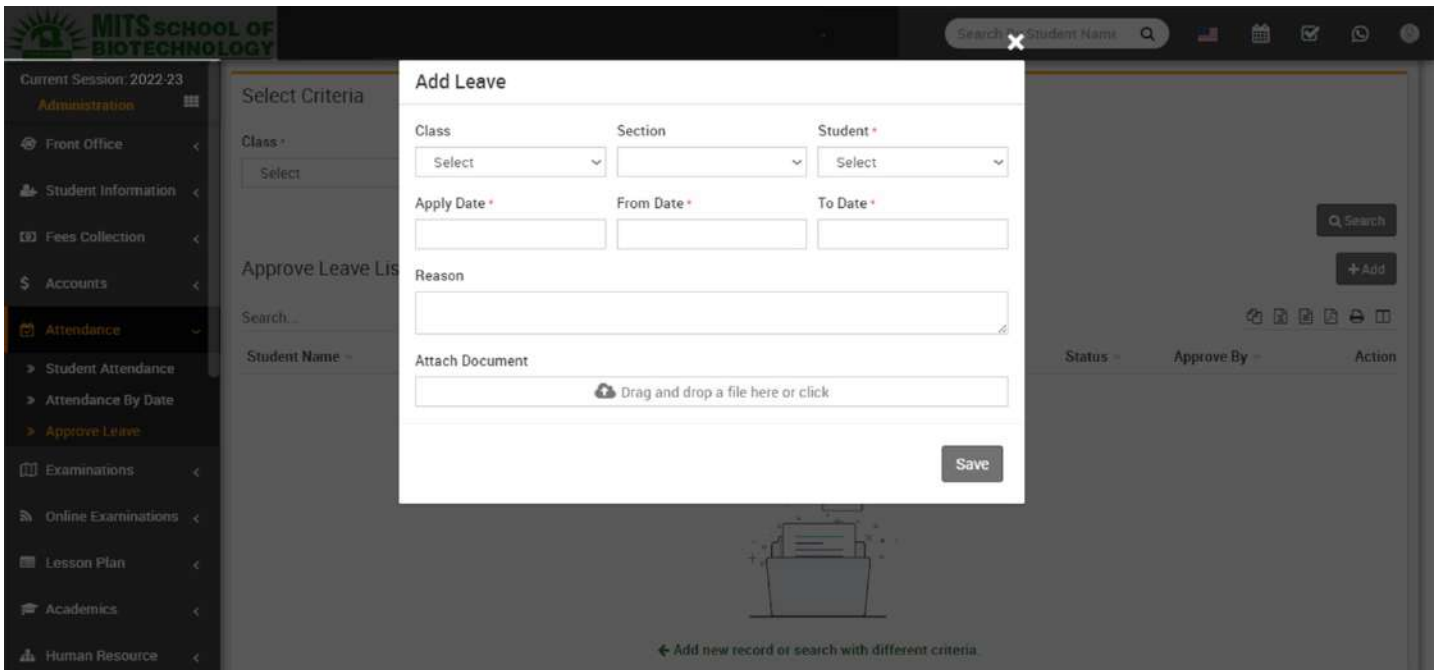 MITS SCHOOL OF
BIOTECHNOLOGY
Search By Student Name
Current Session: 2022-23
Administration
Front Office
Student Information
Fees Collection
$ Accounts
Attendance
» Student Attendance
» Attendance By Date
» Approve Leave
Examinations
Online Examinations
Lesson Plan
Academics
Human Resource
Select Criteria
Class *
Select
Search
Approve Leave Lis
+ Add
Search...
Student Name
Status
Approve By
Action
← Add new record or search with different criteria.
Add Leave
×
Class Section Student *
Select Select
Apply Date * From Date * To Date *
Reason
Attach Document
Drag and drop a file here or click
Save